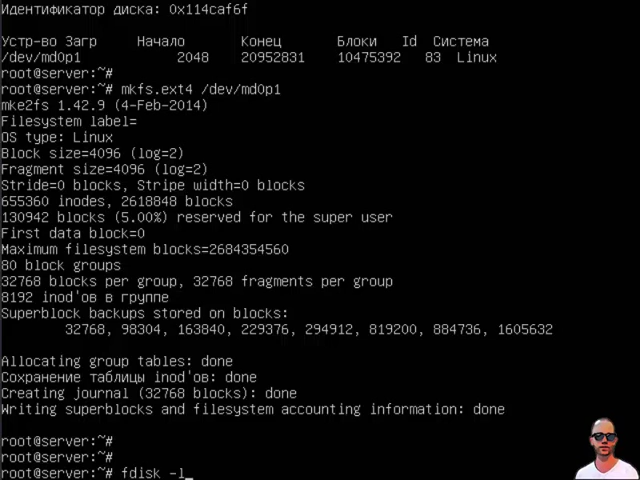 Идентификатор диска: 0x114caf6f
Устр-во Загр     Начало       Конец       Блоки   Id  Система
/dev/md0p1            2048    20952831    10475392   83  Linux
root@server:~#
root@server:~# mkfs.ext4 /dev/md0p1
mke2fs 1.42.9 (4-Feb-2014)
Filesystem label=
OS type: Linux
Block size=4096 (log=2)
Fragment size=4096 (log=2)
Stride=0 blocks, Stripe width=0 blocks
655360 inodes, 2618848 blocks
130942 blocks (5.00%) reserved for the super user
First data block=0
Maximum filesystem blocks=2684354560
80 block groups
32768 blocks per group, 32768 fragments per group
8192 inod'ов в группе
Superblock backups stored on blocks:
        32768, 98304, 163840, 229376, 294912, 819200, 884736, 1605632
Allocating group tables: done
Сохранение таблицы inod'ов: done
Creating journal (32768 blocks): done
Writing superblocks and filesystem accounting information: done
root@server:~#
root@server:~#
root@server:~# fdisk -l_